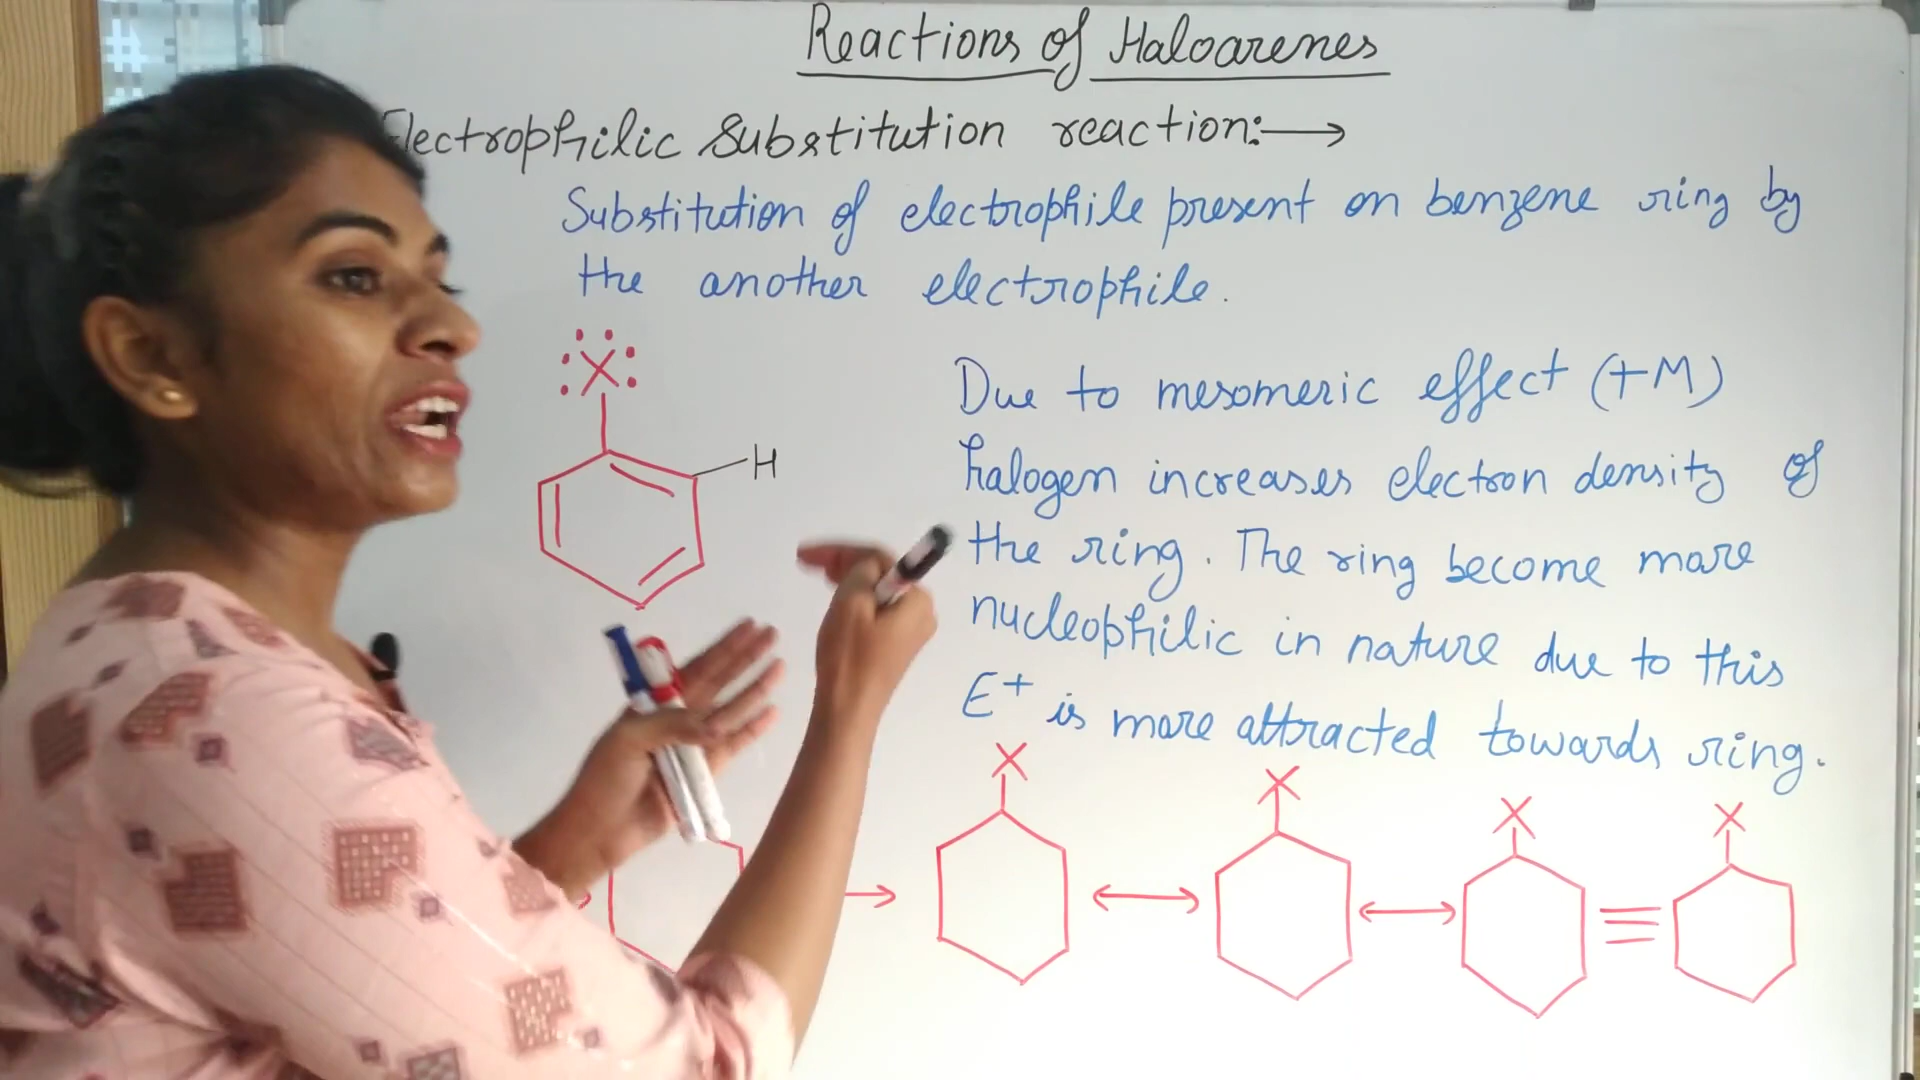 Reactions of Haloarenes
Electrophilic Substitution reaction:→
Substitution of electrophile present on benzene ring by
the another electrophile.
:X:
H
Due to mesomeric effect (+M)
halogen increases electron density of
the ring. The ring become more
nucleophilic in nature due to this
E+ is more attracted towards ring.
X X X X